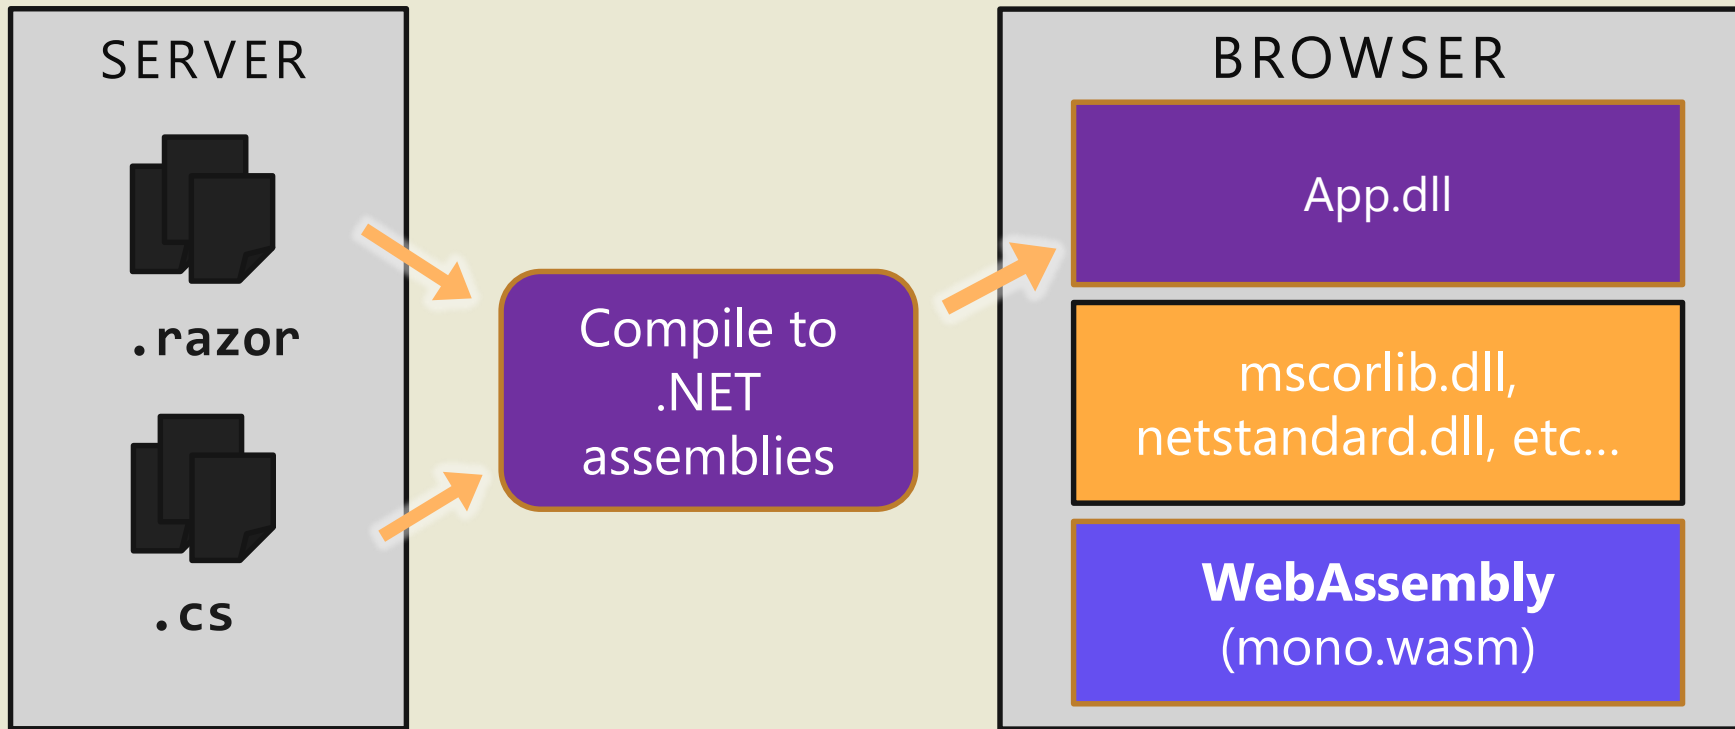 SERVER
.razor
.cs
Compile to
.NET
assemblies
BROWSER
App.dll
mscorlib.dll,
netstandard.dll, etc...
WebAssembly
(mono.wasm)